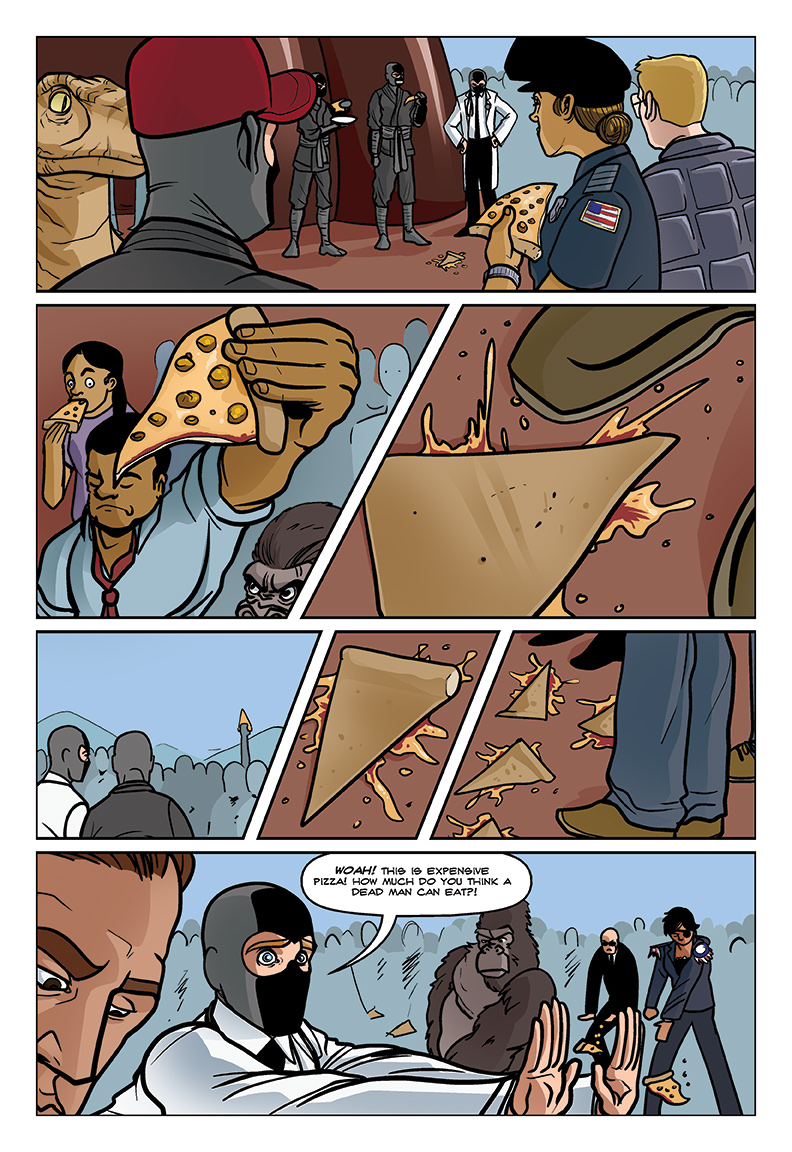 WOAH! THIS IS EXPENSIVE
PIZZA! HOW MUCH DO YOU THINK A
DEAD MAN CAN EAT?!